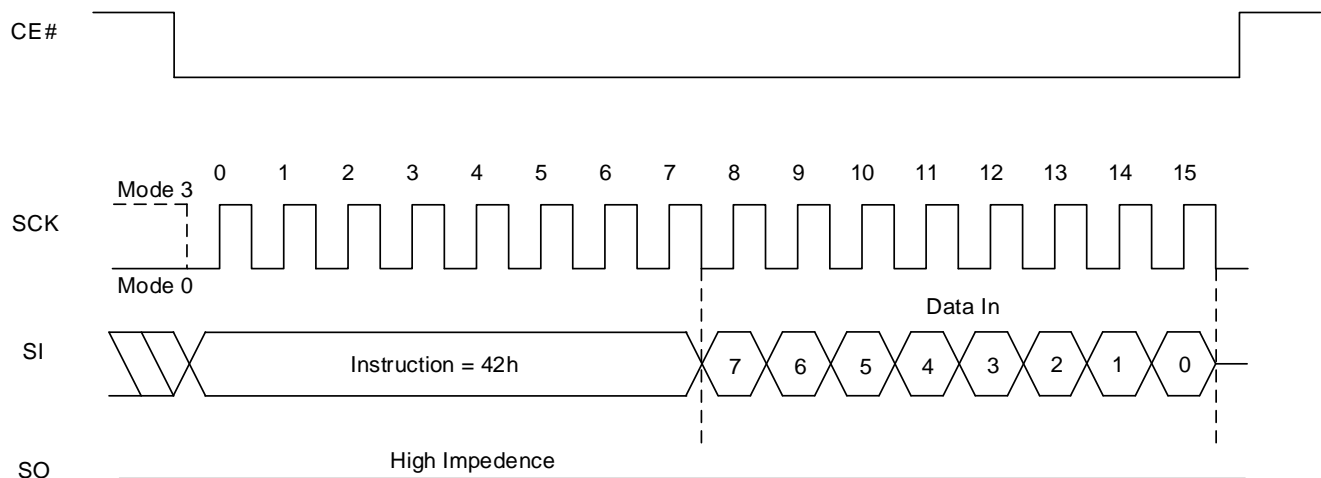 CE#
0 1 2 3 4 5 6 7 8 9 10 11 12 13 14 15
Mode 3
SCK
Mode 0
Data In
SI
Instruction = 42h
7 6 5 4 3 2 1 0
High Impedence
SO